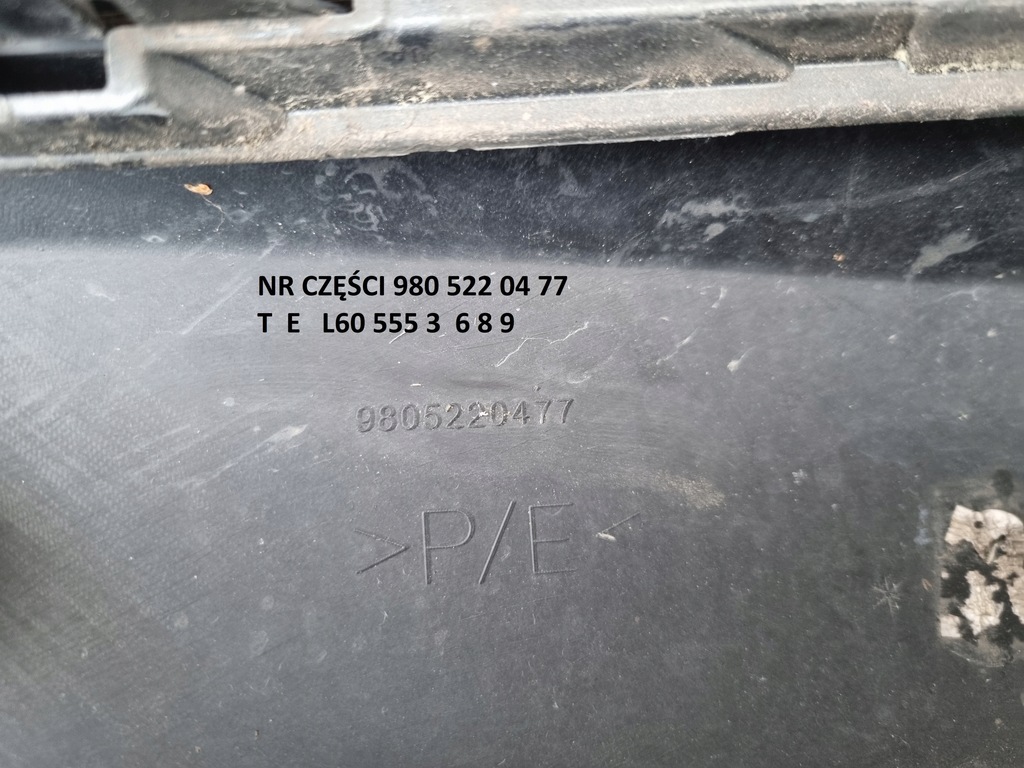 NR CZĘŚCI 980 522 04 77
T E L60 555 3 6 8 9
9805220477
>P/E<